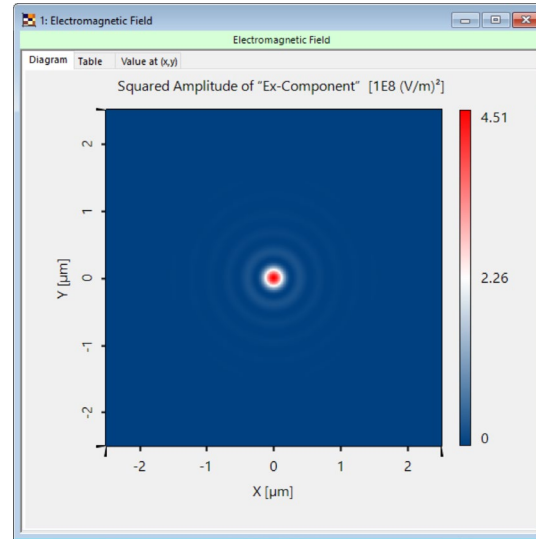 1: Electromagnetic Field
Electromagnetic Field
Diagram Table Value at (x,y)
Squared Amplitude of "Ex-Component" [1E8 (V/m)²]
4.51
2.26
0
Y [µm]
2
1
0
-1
-2
-2 -1 0 1 2
X [µm]